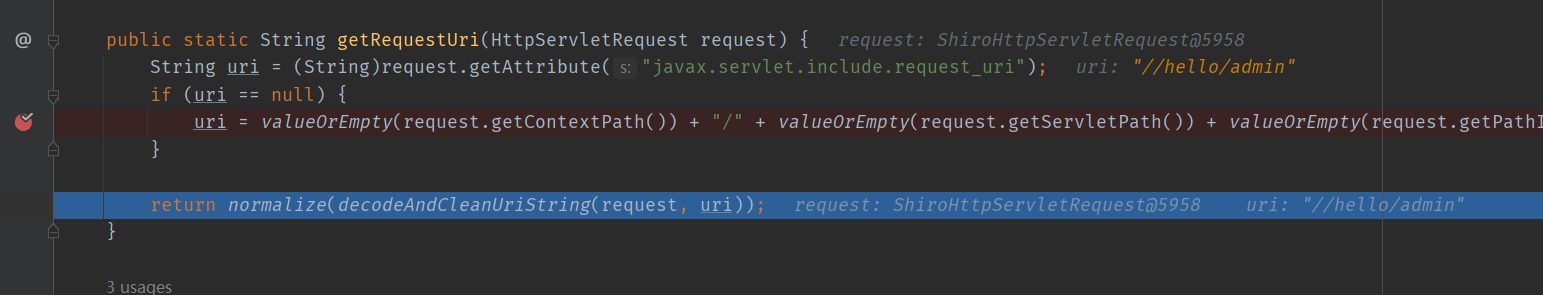 @ public static String getRequestUri(HttpServletRequest request) { request: ShiroHttpServletRequest@5958
String uri = (String)request.getAttribute( s: "javax.servlet.include.request_uri"); uri: "//hello/admin"
if (uri == null) {
uri = valueOrEmpty(request.getContextPath()) + "/" + valueOrEmpty(request.getServletPath()) + valueOrEmpty(request.getPathI
}
return normalize(decodeAndCleanUriString(request, uri)); request: ShiroHttpServletRequest@5958 uri: "//hello/admin"
}
3 usages